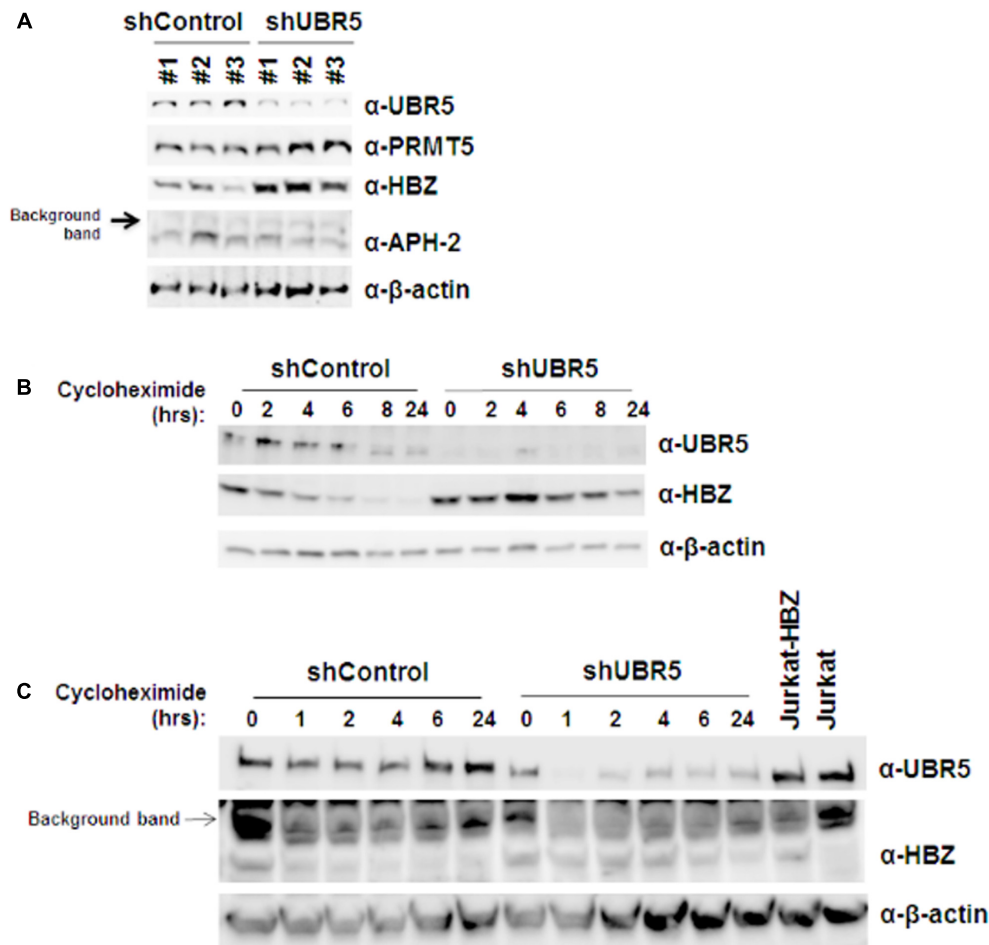 A
shControl shUBR5
#1 #2 #3 #1 #2 #3
α-UBR5
α-PRMT5
α-HBZ
Background band
α-APH-2
α-β-actin
B
shControl shUBR5
Cycloheximide (hrs):
0 2 4 6 8 24 0 2 4 6 8 24
α-UBR5
α-HBZ
α-β-actin
C
shControl shUBR5 Jurkat-HBZ Jurkat
Cycloheximide (hrs):
0 1 2 4 6 24 0 1 2 4 6 24
α-UBR5
Background band
α-HBZ
α-β-actin